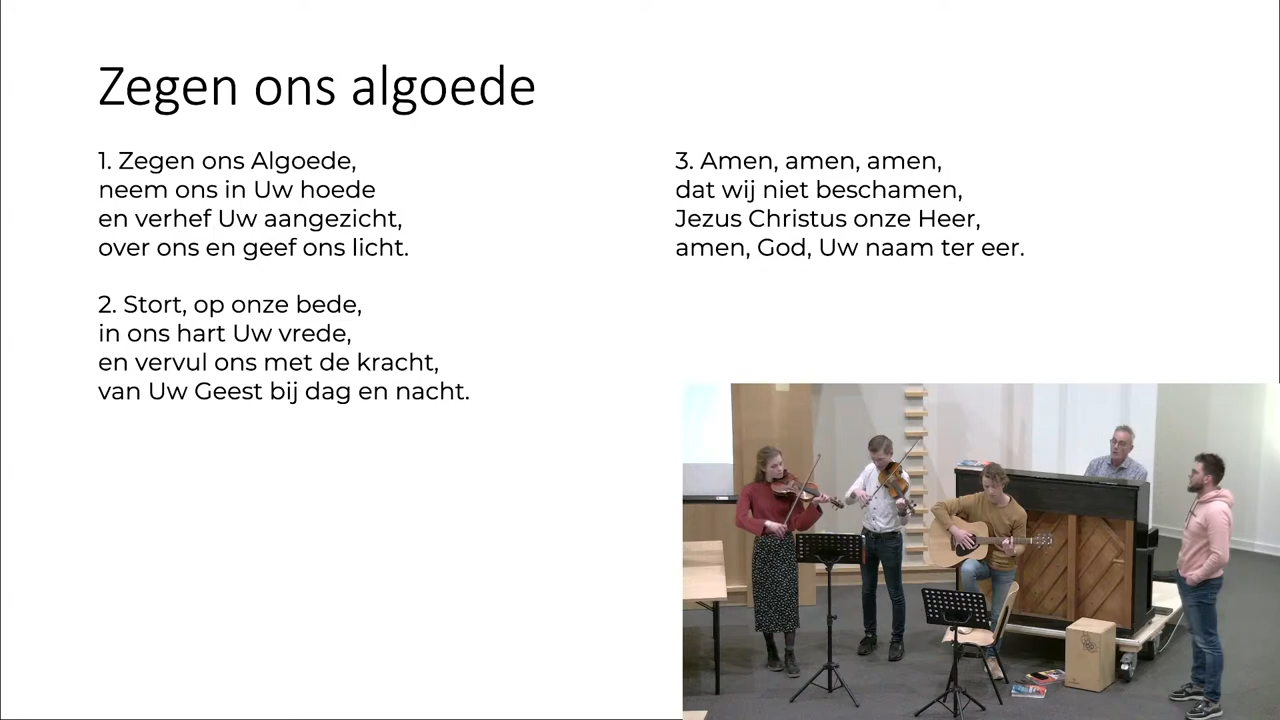 Zegen ons algoede
1. Zegen ons Algoede,
neem ons in Uw hoede
en verhef Uw aangezicht,
over ons en geef ons licht.
2. Stort, op onze bede,
in ons hart Uw vrede,
en vervul ons met de kracht,
van Uw Geest bij dag en nacht.
3. Amen, amen, amen,
dat wij niet beschamen,
Jezus Christus onze Heer,
amen, God, Uw naam ter eer.